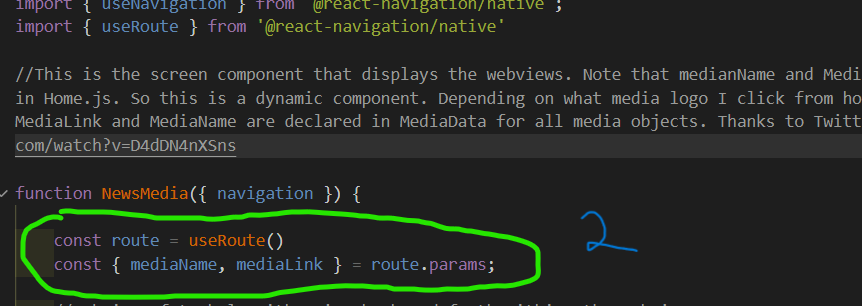 import { useNavigation } from '@react-navigation/native';
import { useRoute } from '@react-navigation/native'
//This is the screen component that displays the webviews. Note that medianName and Medi
in Home.js. So this is a dynamic component. Depending on what media logo I click from ho
MediaLink and MediaName are declared in MediaData for all media objects. Thanks to Twitt
com/watch?v=D4dDN4nXSns
function NewsMedia({ navigation }) {
const route = useRoute()
const { mediaName, mediaLink } = route.params;
2